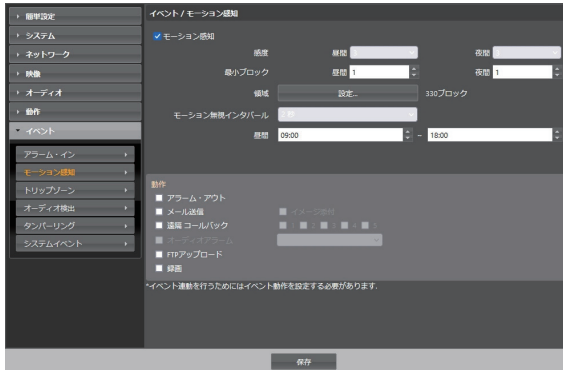 簡単設定
システム
ネットワーク
映像
オーディオ
動作
イベント
アラーム・イン
モーション感知
トリップゾーン
オーディオ検出
タンパーリング
システムイベント
イベント / モーション感知
モーション感知
感度 昼間 夜間
最小ブロック 昼間 1 夜間 1
領域 設定... 330ブロック
モーション無視インタバール
昼間 09:00 ~ 18:00
動作
アラーム・アウト
メール送信 イメージ添付
遠隔 コールバック 1 2 3 4 5
オーディオアラーム
FTPアップロード
録画
*イベント連動を行うためにはイベント動作を設定する必要があります.
保存